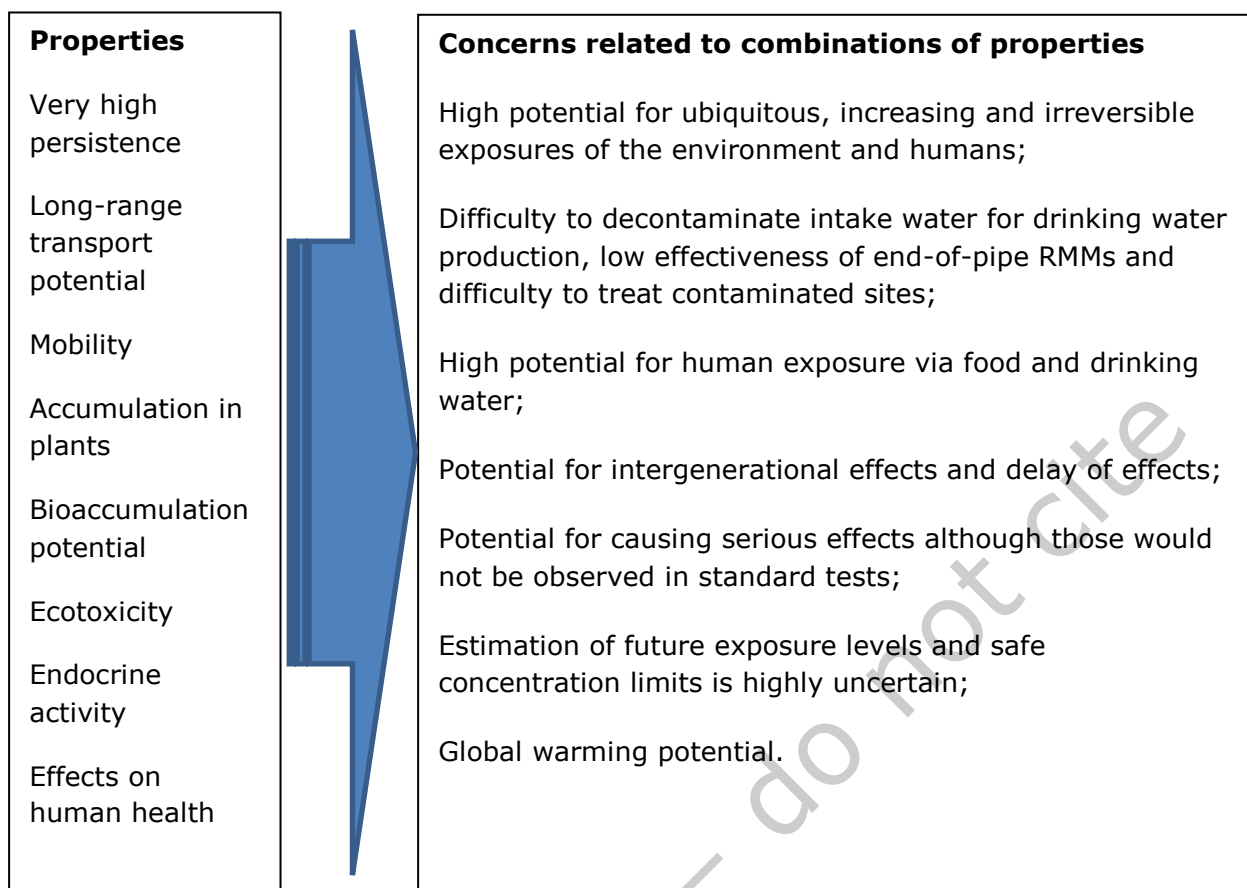 Properties
Very high
persistence
Long-range
transport
potential
Mobility
Accumulation in
plants
Bioaccumulation
potential
Ecotoxicity
Endocrine
activity
Effects on
human health
Concerns related to combinations of properties
High potential for ubiquitous, increasing and irreversible
exposures of the environment and humans;
Difficulty to decontaminate intake water for drinking water
production, low effectiveness of end-of-pipe RMMs and
difficulty to treat contaminated sites;
High potential for human exposure via food and drinking
water;
Potential for intergenerational effects and delay of effects;
Potential for causing serious effects although those would
not be observed in standard tests;
Estimation of future exposure levels and safe
concentration limits is highly uncertain;
Global warming potential.
– do not cite